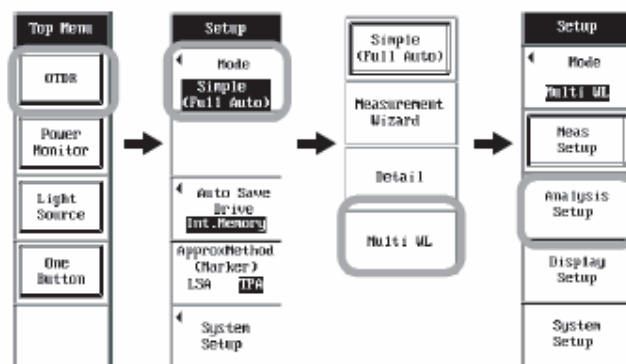 Top Menu
OTDR
Power
Monitor
Light
Source
One
Button
Setup
Mode
Simple
(Full Auto)
Auto Save
Drive
Int.Memory
ApproxMethod
(Marker)
LSA TPA
System
Setup
Simple
(Full Auto)
Measurement
Wizard
Detail
Multi WL
Setup
Mode
Multi WL
Meas
Setup
Analysis
Setup
Display
Setup
System
Setup